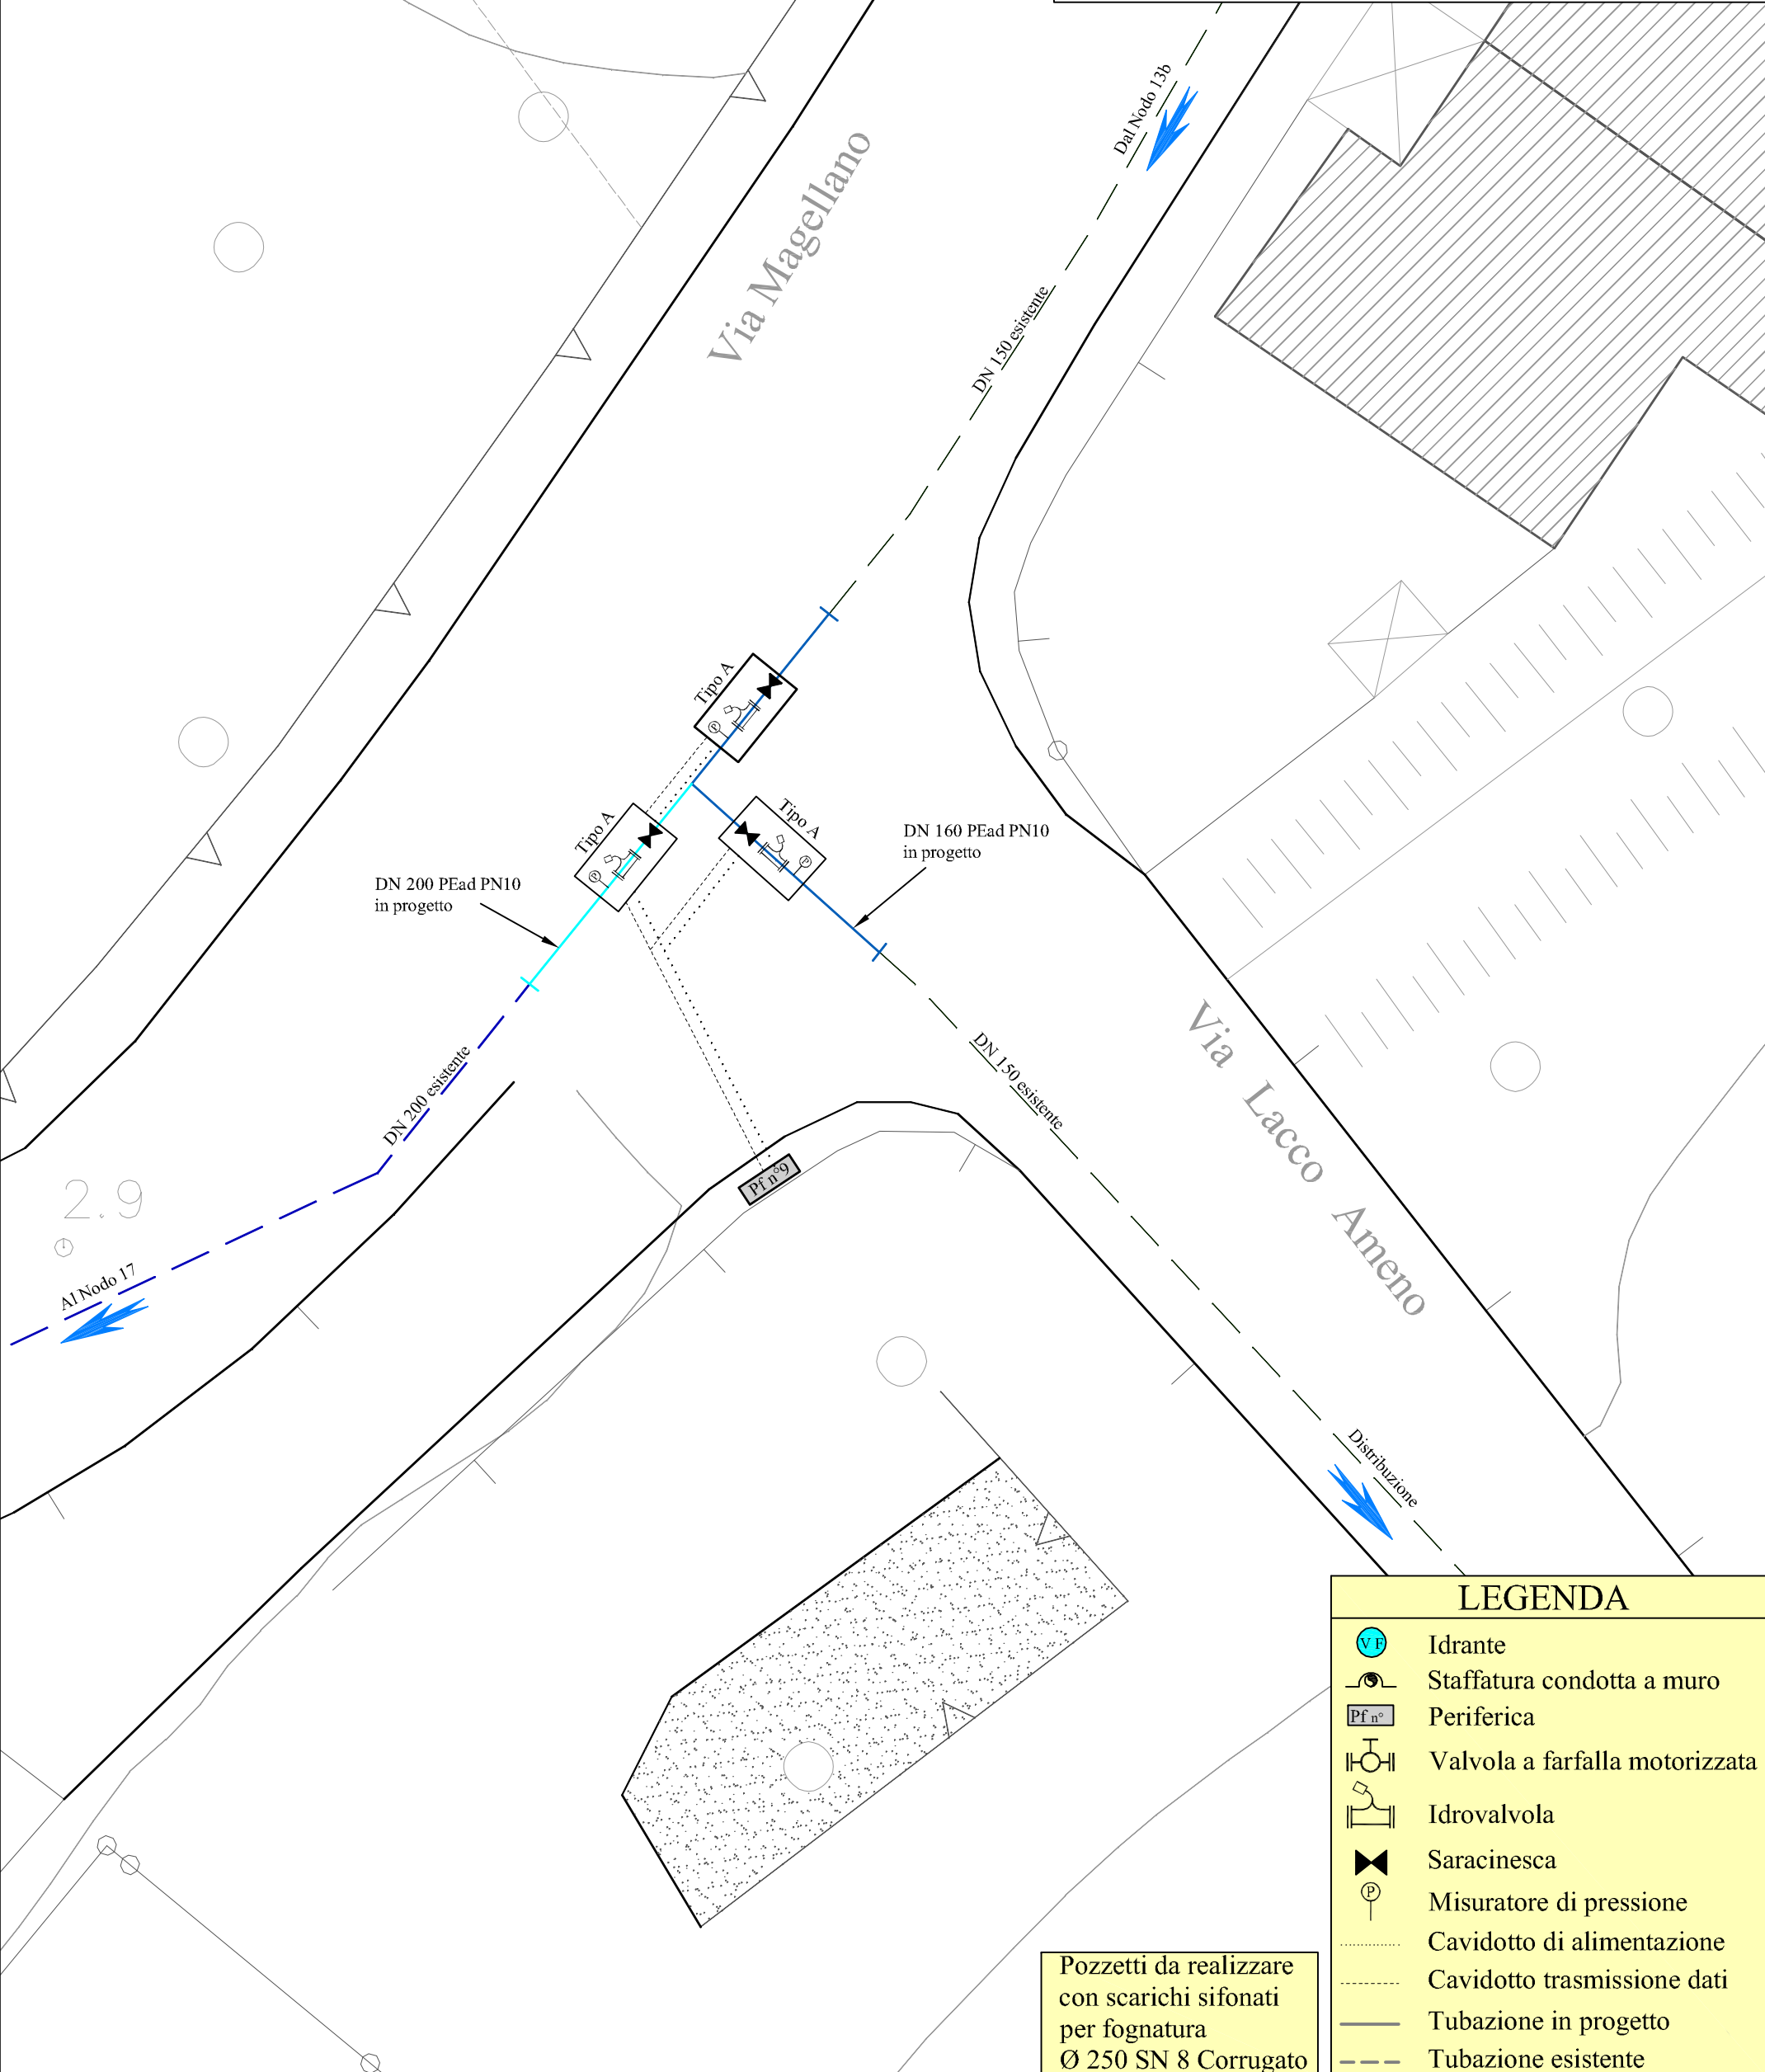 Dal Nodo 13b
Via Magellano
DN 150 esistente
Tipo A
P
Tipo A
P
Tipo A
P
DN 160 PEad PN10
in progetto
DN 200 PEad PN10
in progetto
Via Lacco Ameno
DN 150 esistente
DN 200 esistente
Pf n°9
2.9
Al Nodo 17
Distribuzione
LEGENDA
V F Idrante
Staffatura condotta a muro
Pf n° Periferica
Valvola a farfalla motorizzata
Idrovalvola
Saracinesca
P Misuratore di pressione
Cavidotto di alimentazione
Cavidotto trasmissione dati
Tubazione in progetto
Tubazione esistente
Pozzetti da realizzare
con scarichi sifonati
per fognatura
Ø 250 SN 8 Corrugato